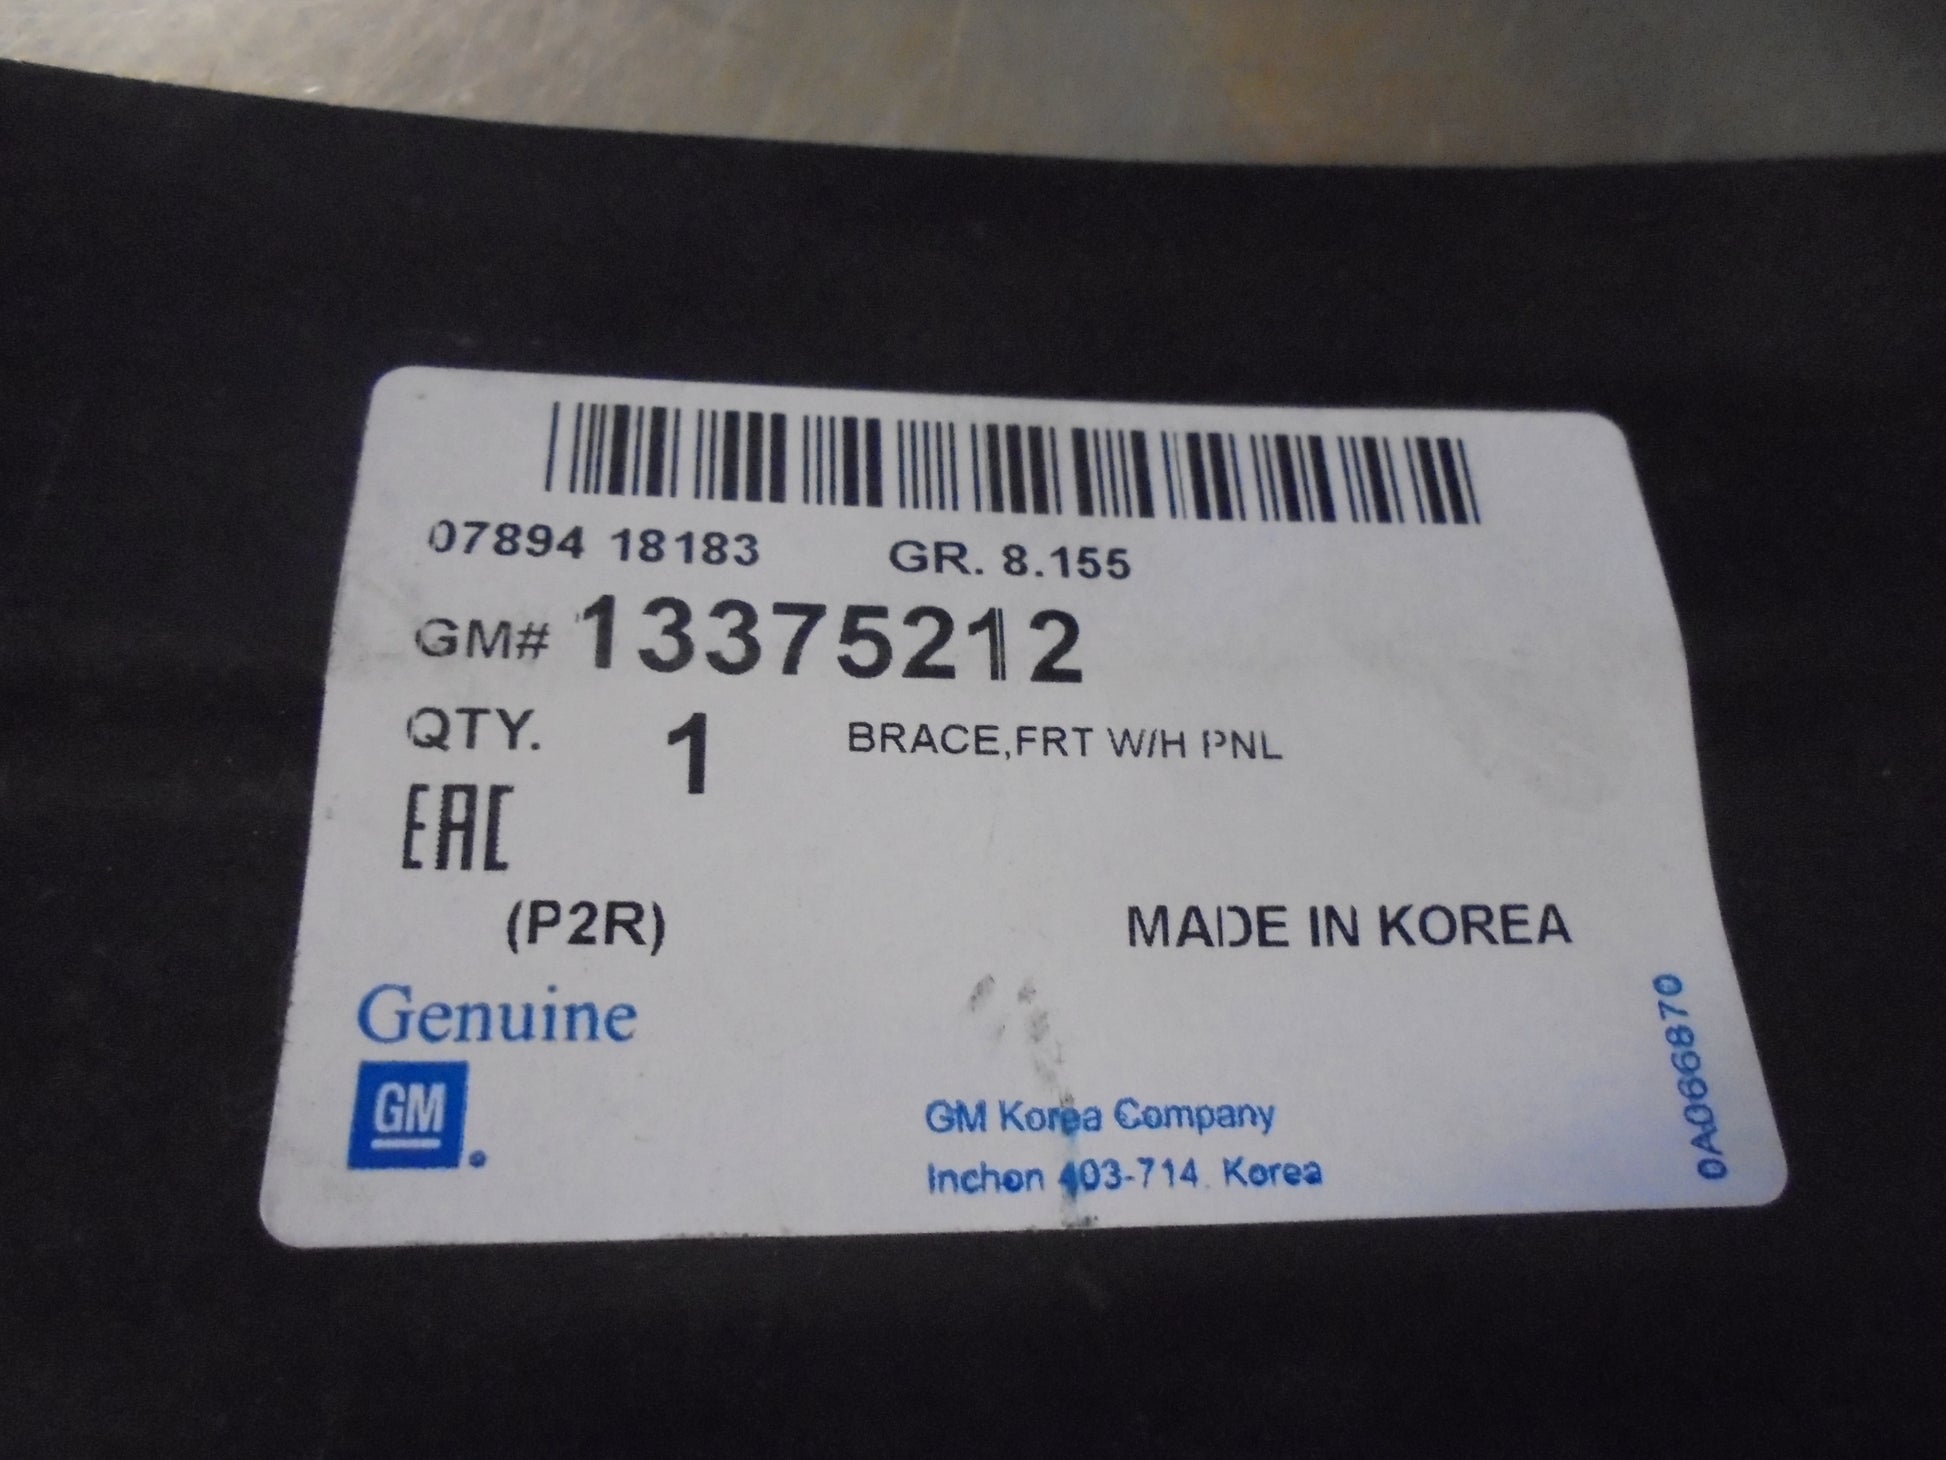 07894 18183 GR. 8.155
GM# 13375212
QTY. 1 BRACE,FRT W/H PNL
EAC
(P2R) MADE IN KOREA
Genuine
GM
GM Korea Company
Inchon 403-714. Korea
0A066870